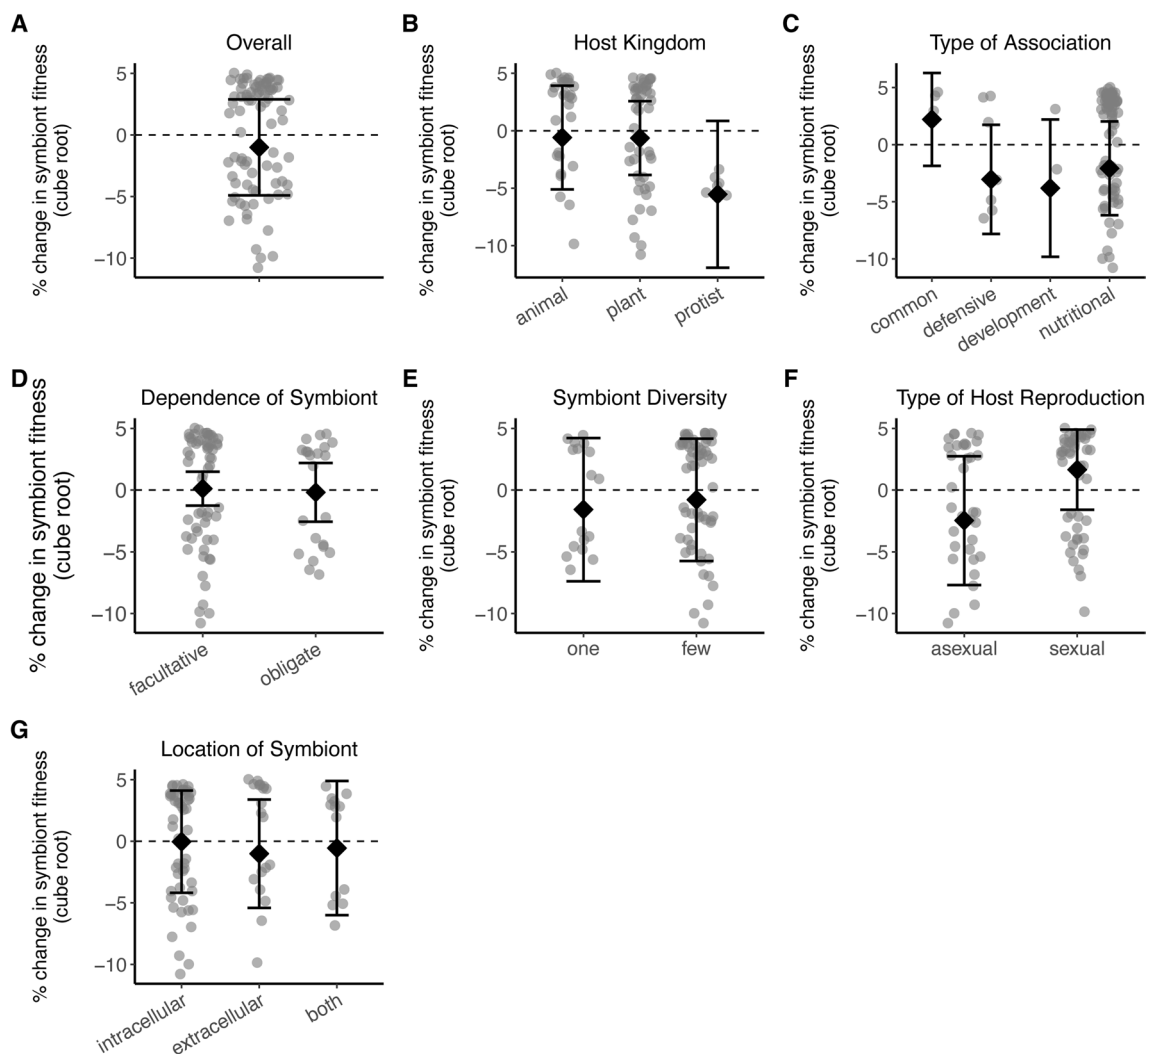 A
Overall
% change in symbiont fitness
(cube root)
5
0
−5
−10
B
Host Kingdom
% change in symbiont fitness
(cube root)
5
0
−5
−10
animal
plant
protist
C
Type of Association
% change in symbiont fitness
(cube root)
5
0
−5
−10
common
defensive
development
nutritional
D
Dependence of Symbiont
% change in symbiont fitness
(cube root)
5
0
−5
−10
facultative
obligate
E
Symbiont Diversity
% change in symbiont fitness
(cube root)
5
0
−5
−10
one
few
F
Type of Host Reproduction
% change in symbiont fitness
(cube root)
5
0
−5
−10
asexual
sexual
G
Location of Symbiont
% change in symbiont fitness
(cube root)
5
0
−5
−10
intracellular
extracellular
both